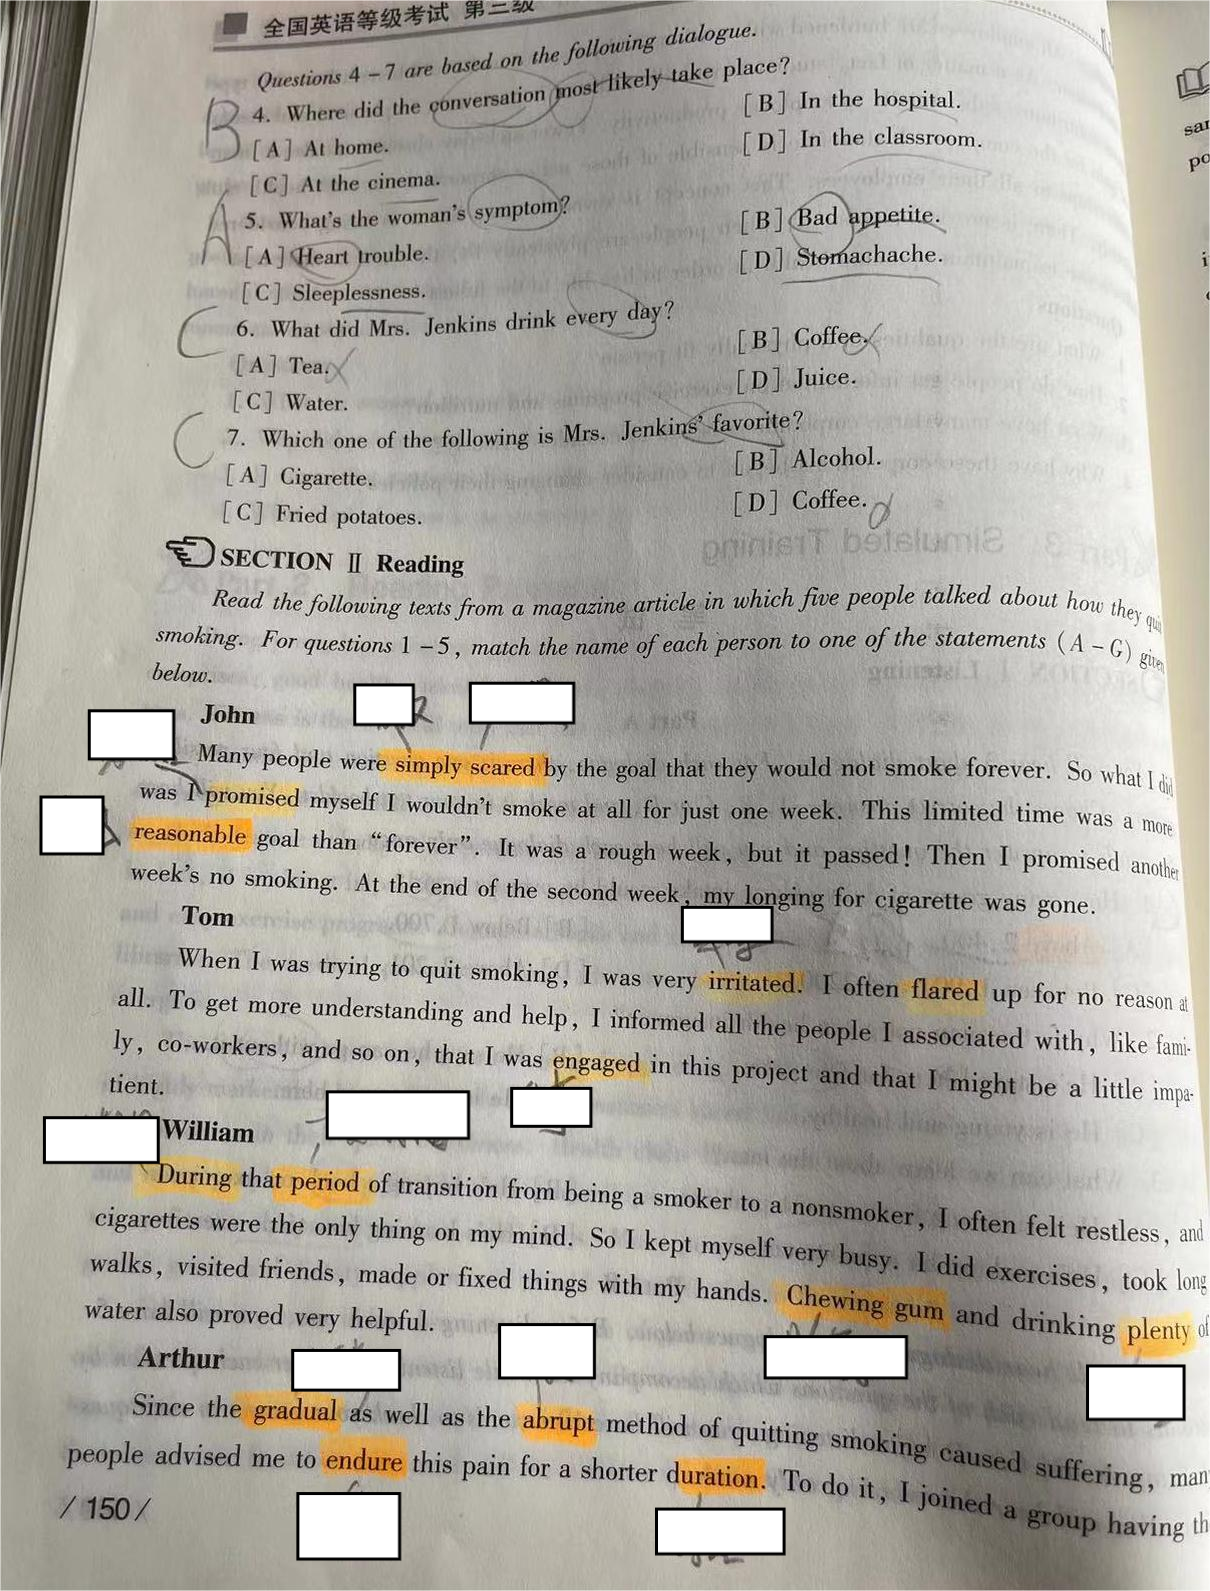 全国英语等级考试 第三级
Questions 4 – 7 are based on the following dialogue.
4. Where did the conversation most likely take place?
[A] At home.
[B] In the hospital.
[C] At the cinema.
[D] In the classroom.
5. What's the woman's symptom?
[A] Heart trouble.
[B] Bad appetite.
[C] Sleeplessness.
[D] Stomachache.
6. What did Mrs. Jenkins drink every day?
[A] Tea.
[B] Coffee.
[C] Water.
[D] Juice.
7. Which one of the following is Mrs. Jenkins' favorite?
[A] Cigarette.
[B] Alcohol.
[C] Fried potatoes.
[D] Coffee.
B
A
C
C
SECTION Ⅱ Reading
Read the following texts from a magazine article in which five people talked about how they qui
smoking. For questions 1 – 5, match the name of each person to one of the statements (A – G) given
below.
John
Many people were simply scared by the goal that they would not smoke forever. So what I did
was I promised myself I wouldn't smoke at all for just one week. This limited time was a more
reasonable goal than "forever". It was a rough week, but it passed! Then I promised another
week's no smoking. At the end of the second week, my longing for cigarette was gone.
Tom
When I was trying to quit smoking, I was very irritated. I often flared up for no reason at
all. To get more understanding and help, I informed all the people I associated with, like fami-
ly, co-workers, and so on, that I was engaged in this project and that I might be a little impa-
tient.
William
During that period of transition from being a smoker to a nonsmoker, I often felt restless, and
cigarettes were the only thing on my mind. So I kept myself very busy. I did exercises, took long
walks, visited friends, made or fixed things with my hands. Chewing gum and drinking plenty of
water also proved very helpful.
Arthur
Since the gradual as well as the abrupt method of quitting smoking caused suffering, man
people advised me to endure this pain for a shorter duration. To do it, I joined a group having th
/ 150 /